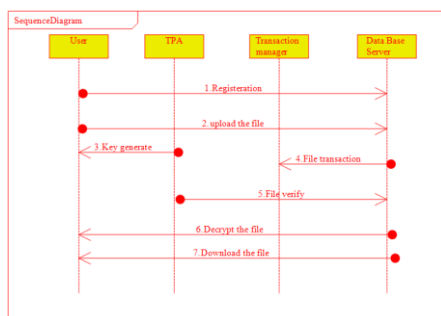 SequenceDiagram
User
TPA
Transaction
manager
Data Base
Server
1.Registeration
2.upload the file
3.Key generate
4.File transaction
5.File verify
6.Decrypt the file
7.Download the file